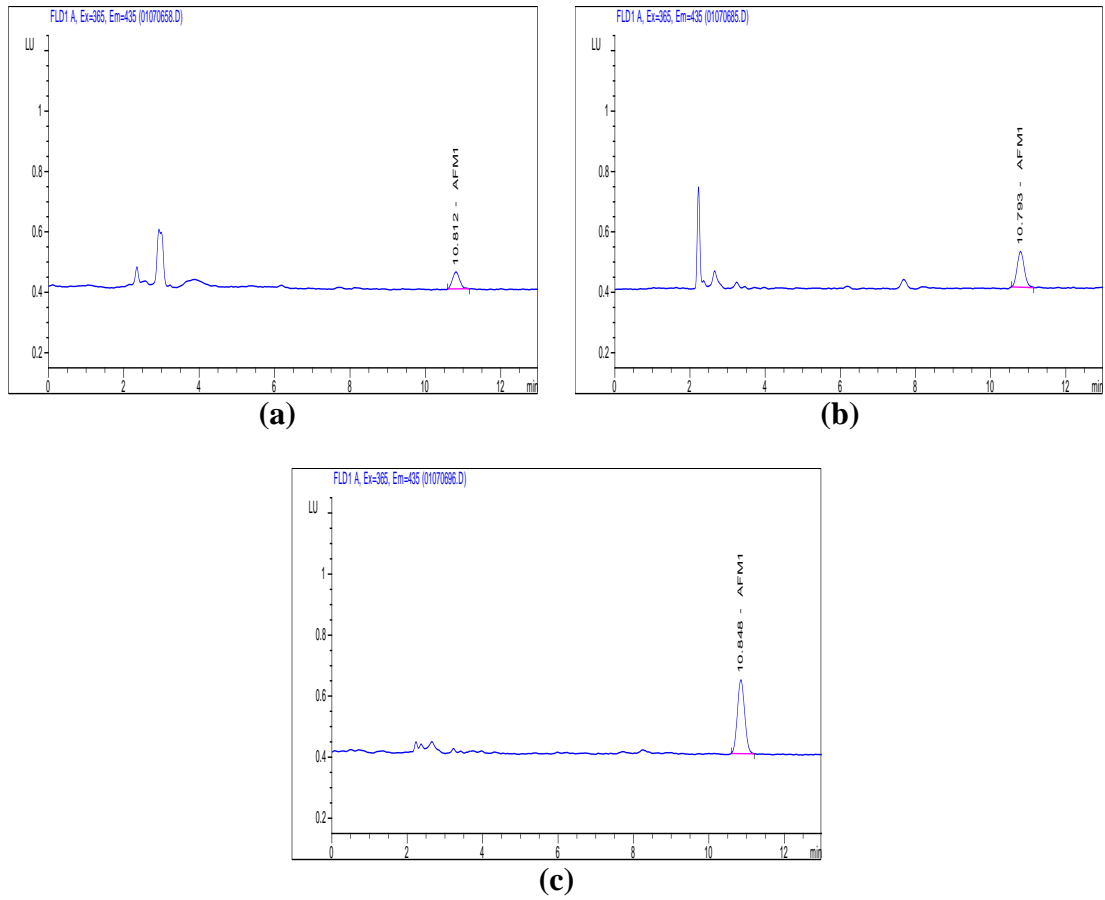 FLD1 A, Ex=365, Em=435 (01070658.D)
LU
1
0.8
0.6
0.4
0.2
10.812 - AFM1
0 2 4 6 8 10 12 min
(a)
FLD1 A, Ex=365, Em=435 (01070685.D)
LU
1
0.8
0.6
0.4
0.2
10.793 - AFM1
0 2 4 6 8 10 12 min
(b)
FLD1 A, Ex=365, Em=435 (01070696.D)
LU
1
0.8
0.6
0.4
0.2
10.848 - AFM1
0 2 4 6 8 10 12 min
(c)